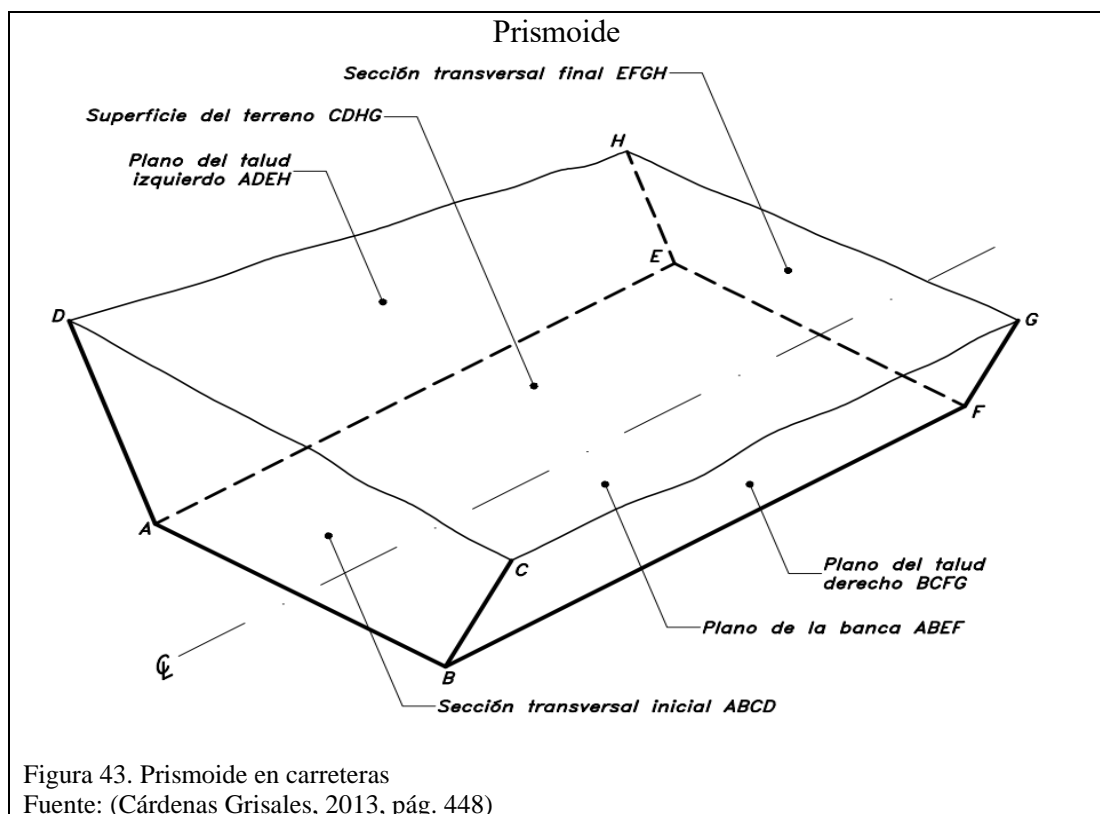 Prismoide
Sección transversal final EFGH
Superficie del terreno CDHG
Plano del talud
izquierdo ADEH
H
E
D
G
F
A
C
Plano del talud
derecho BCFG
Plano de la banca ABEF
℄
B
Sección transversal inicial ABCD
Figura 43. Prismoide en carreteras
Fuente: (Cárdenas Grisales, 2013, pág. 448)